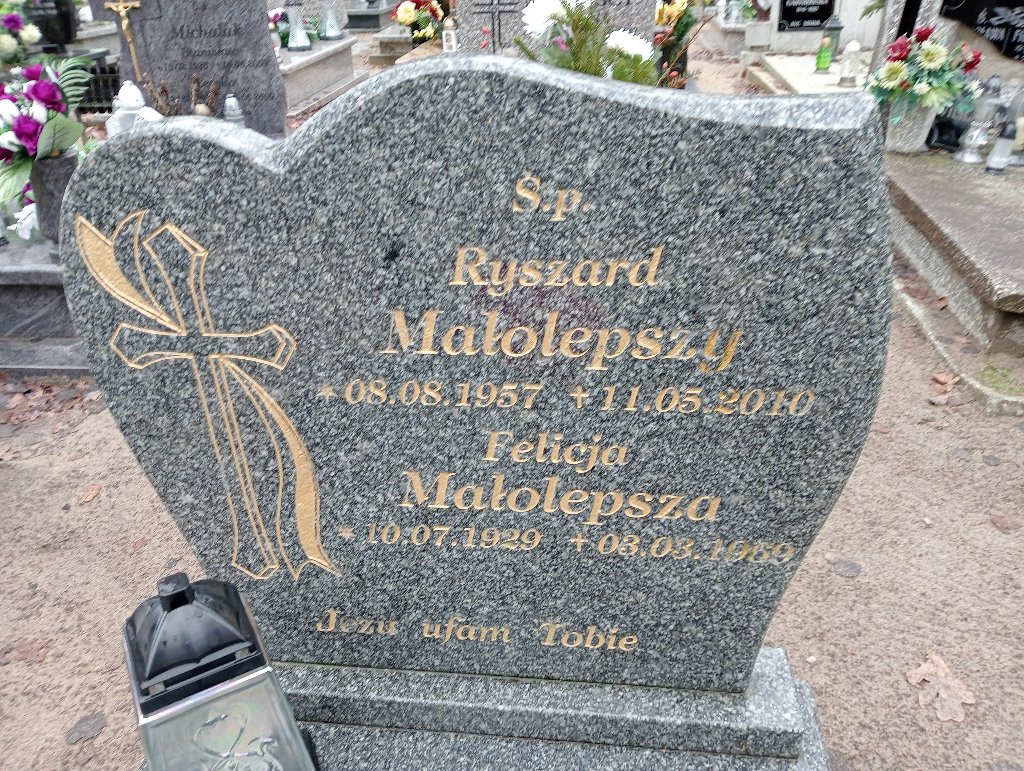 Ś.p.
Ryszard
Małolepszy
* 08.08.1957 + 11.05.2010
Felicja
Małolepsza
* 10.07.1929 + 03.03.1989
Jezu ufam Tobie
Michaluk